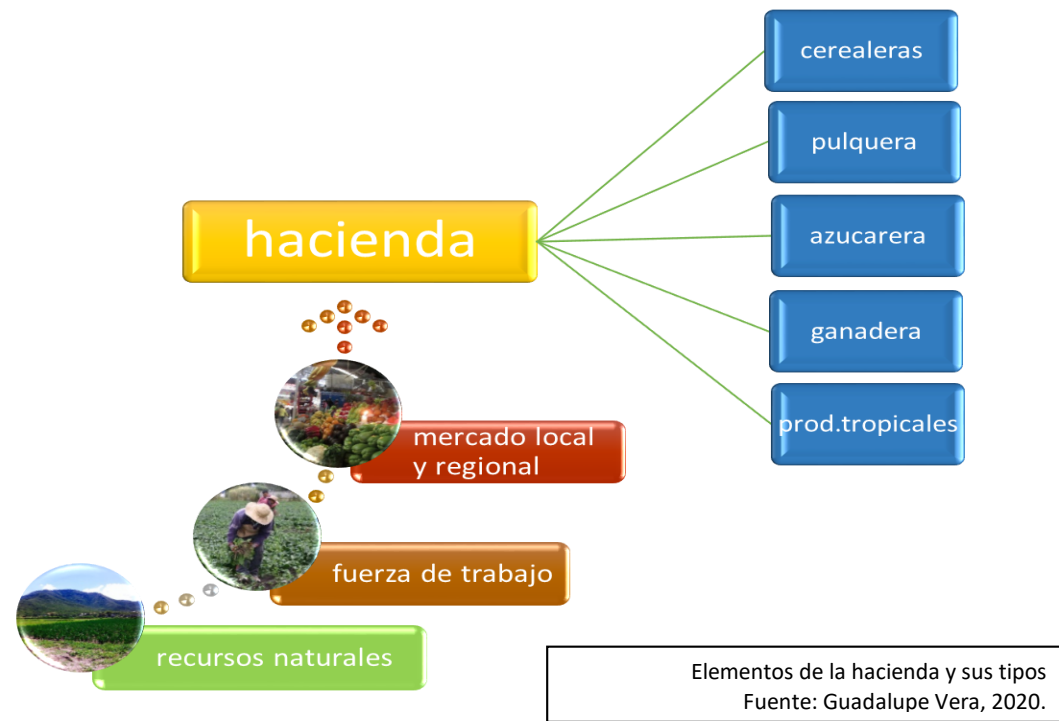 cerealeras
pulquera
azucarera
hacienda
ganadera
prod.tropicales
mercado local
y regional
fuerza de trabajo
recursos naturales
Elementos de la hacienda y sus tipos
Fuente: Guadalupe Vera, 2020.